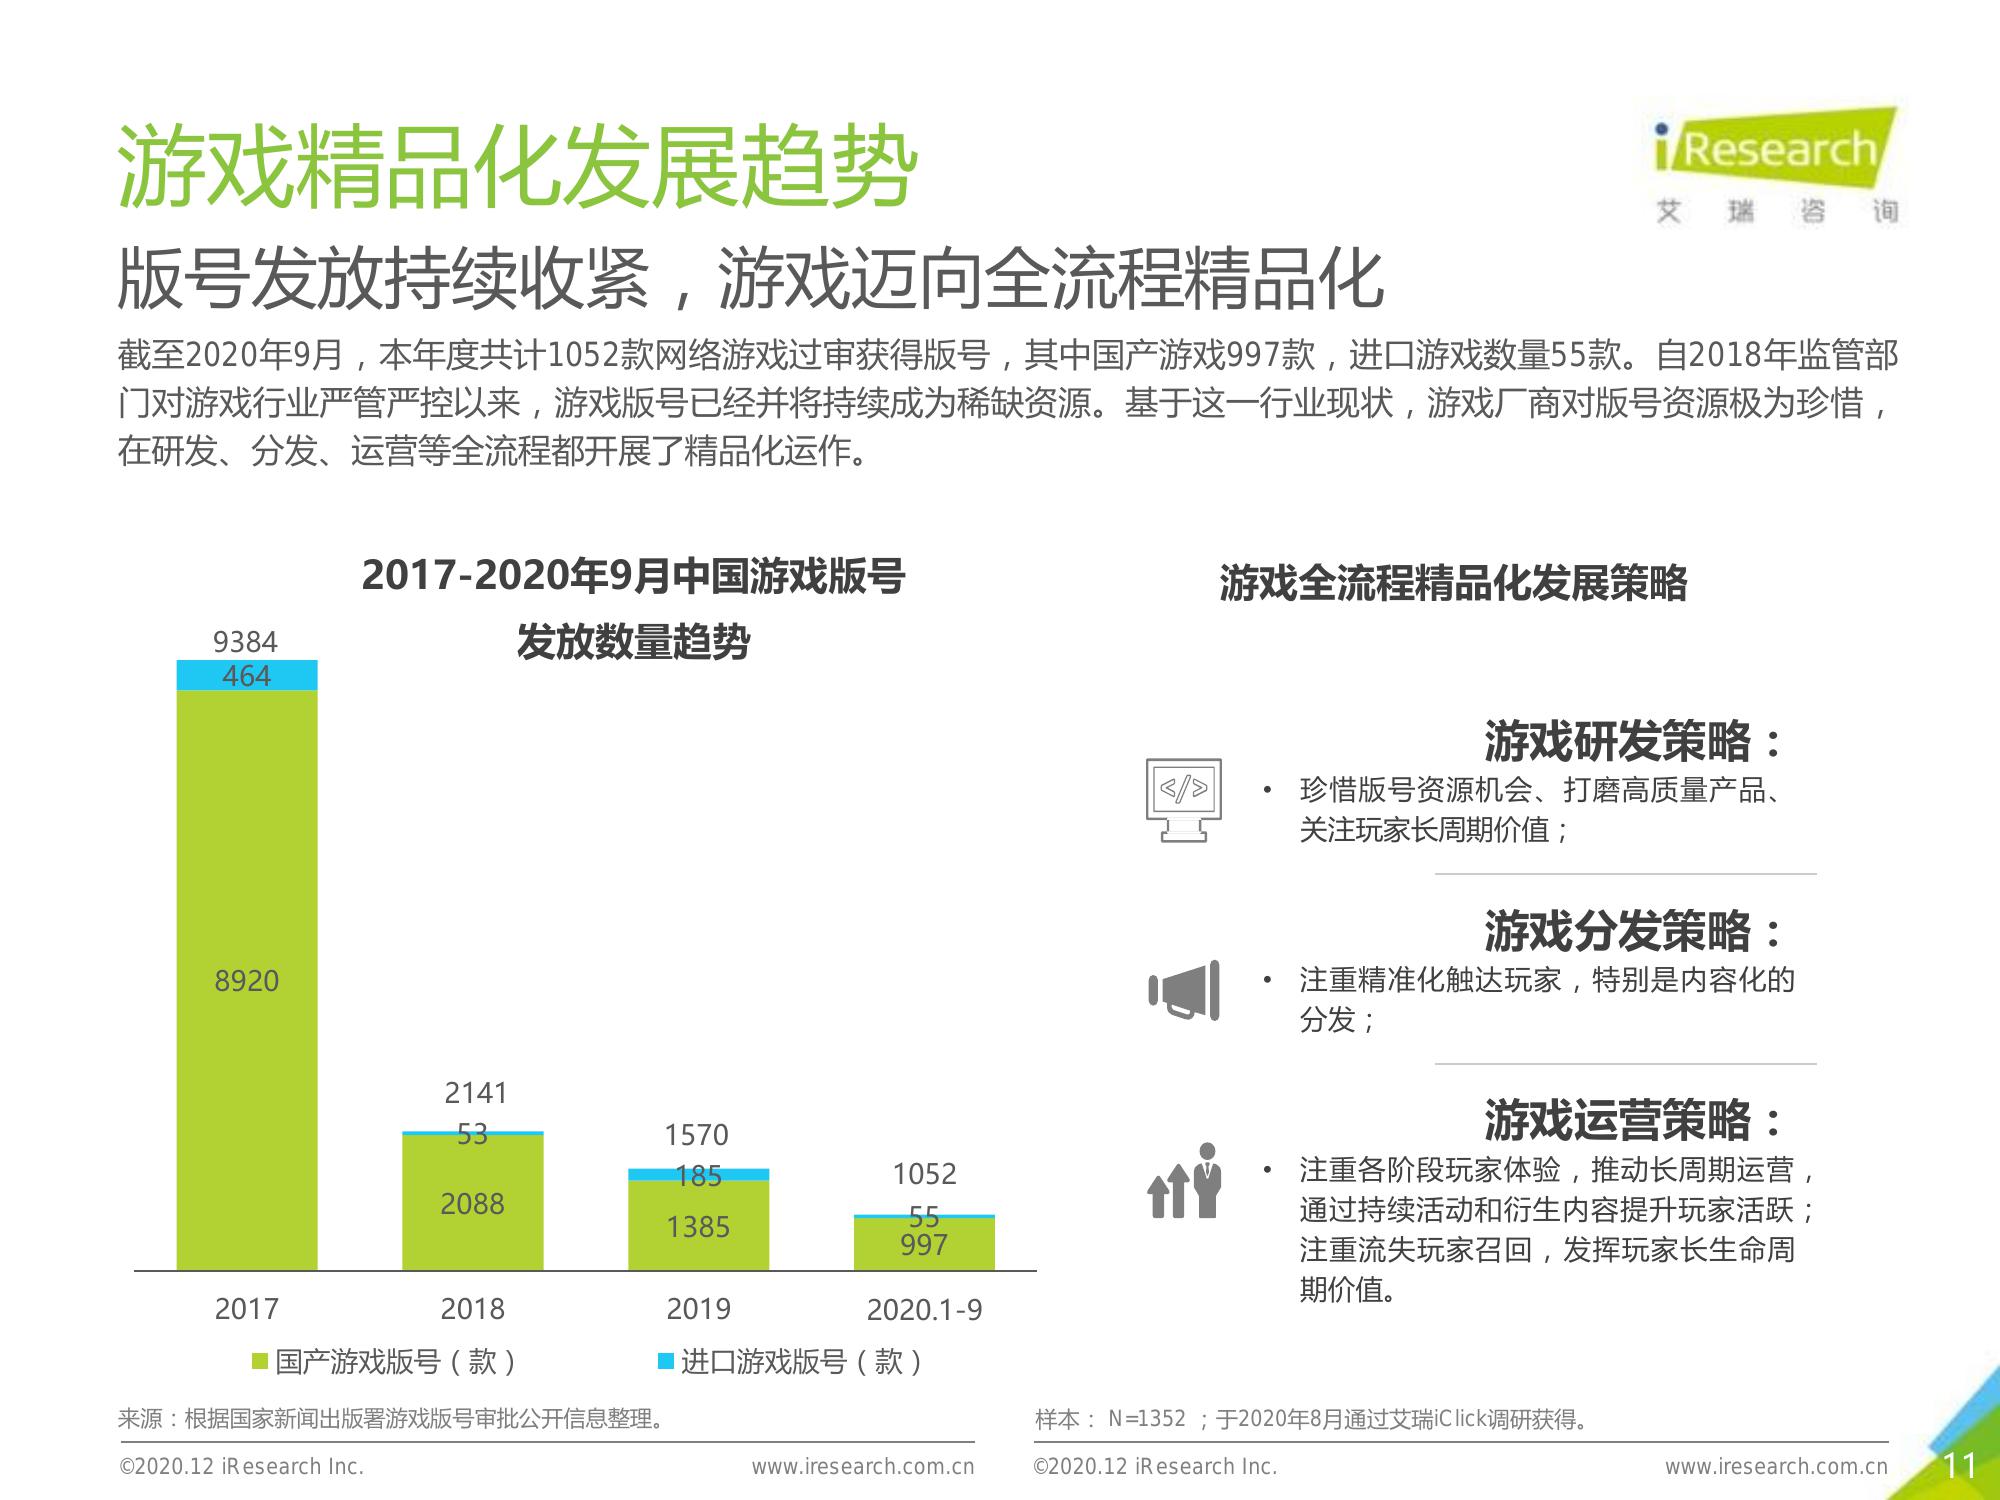 游戏精品化发展趋势
iResearch
艾瑞咨询
版号发放持续收紧，游戏迈向全流程精品化
截至2020年9月，本年度共计1052款网络游戏过审获得版号，其中国产游戏997款，进口游戏数量55款。自2018年监管部
门对游戏行业严管严控以来，游戏版号已经并将持续成为稀缺资源。基于这一行业现状，游戏厂商对版号资源极为珍惜，
在研发、分发、运营等全流程都开展了精品化运作。
2017-2020年9月中国游戏版号
发放数量趋势
9384
464
8920
2141
53
2088
1570
185
1385
1052
55
997
2017
2018
2019
2020.1-9
国产游戏版号（款）
进口游戏版号（款）
游戏全流程精品化发展策略
</>
游戏研发策略：
• 珍惜版号资源机会、打磨高质量产品、
关注玩家长周期价值；
游戏分发策略：
• 注重精准化触达玩家，特别是内容化的
分发；
游戏运营策略：
• 注重各阶段玩家体验，推动长周期运营，
通过持续活动和衍生内容提升玩家活跃；
注重流失玩家召回，发挥玩家长生命周
期价值。
来源：根据国家新闻出版署游戏版号审批公开信息整理。
样本： N=1352 ；于2020年8月通过艾瑞iClick调研获得。
©2020.12 iResearch Inc.
www.iresearch.com.cn
©2020.12 iResearch Inc.
www.iresearch.com.cn
11